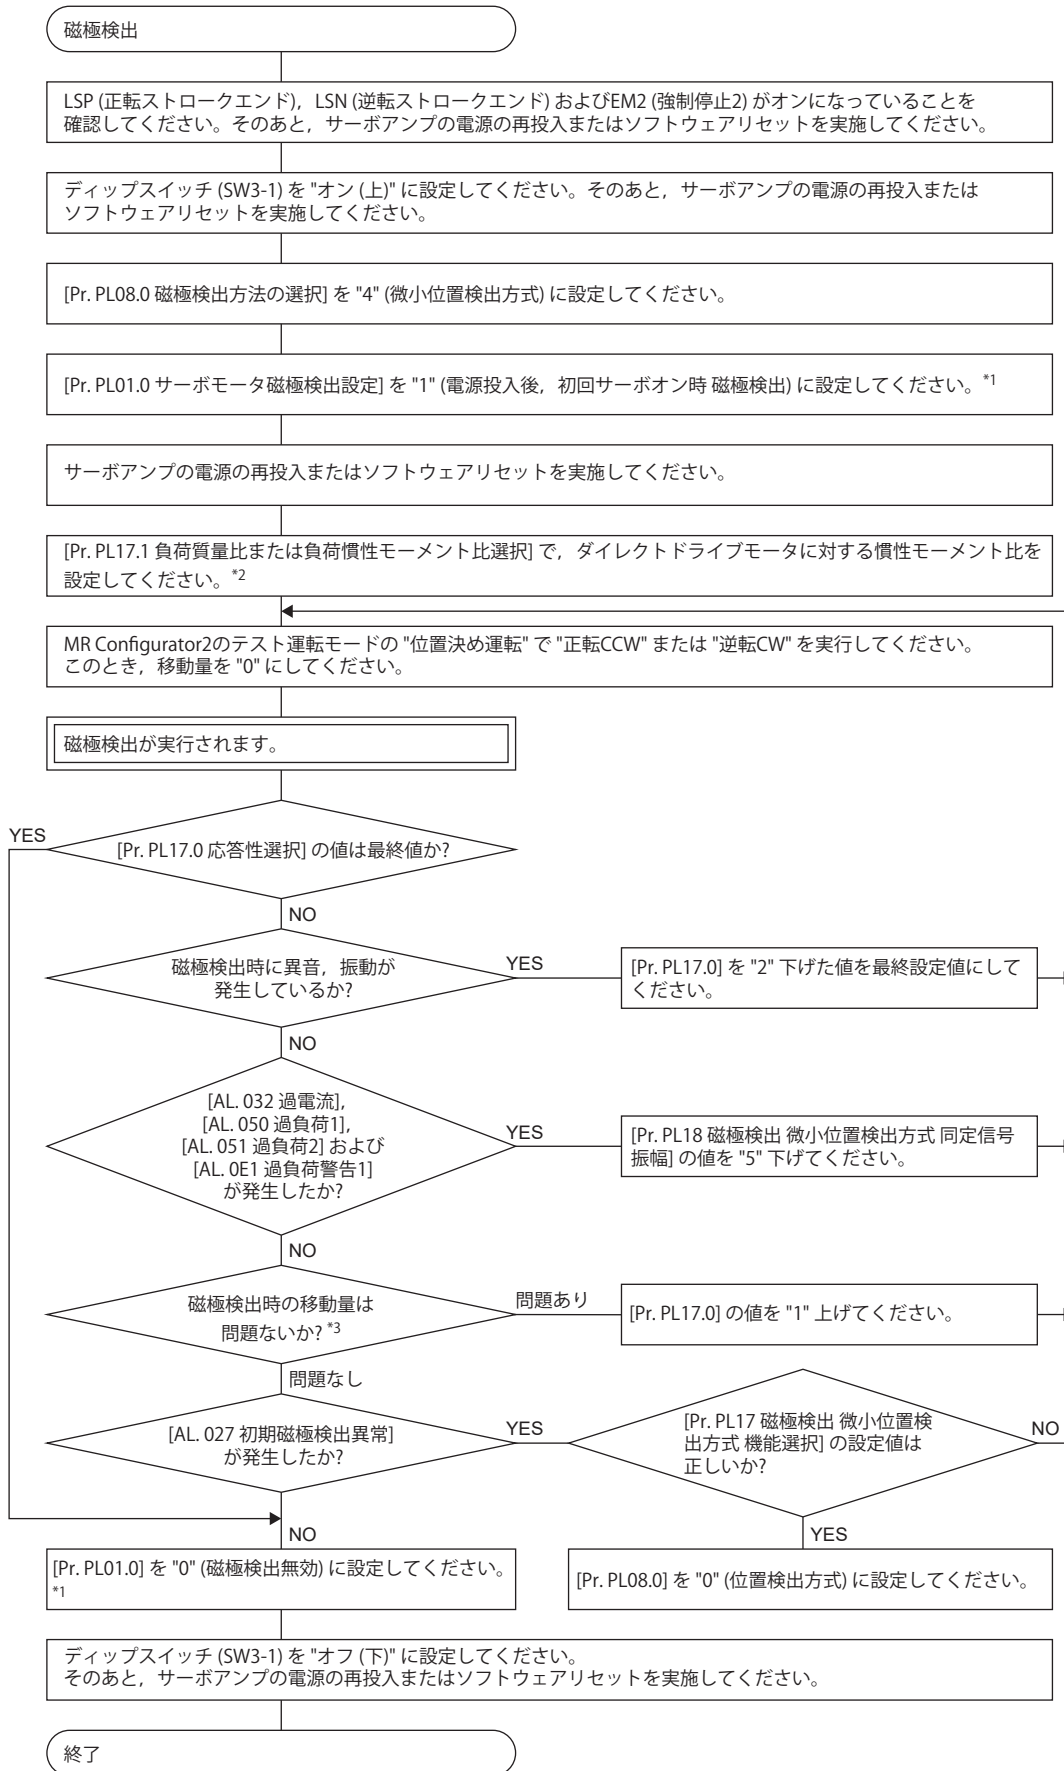 磁極検出
LSP (正転ストロークエンド)，LSN (逆転ストロークエンド) およびEM2 (強制停止2) がオンになっていることを
確認してください。そのあと，サーボアンプの電源の再投入またはソフトウェアリセットを実施してください。
ディップスイッチ (SW3-1) を "オン (上)" に設定してください。そのあと，サーボアンプの電源の再投入または
ソフトウェアリセットを実施してください。
[Pr. PL08.0 磁極検出方法の選択] を "4" (微小位置検出方式) に設定してください。
[Pr. PL01.0 サーボモータ磁極検出設定] を "1" (電源投入後，初回サーボオン時 磁極検出) に設定してください。*1
サーボアンプの電源の再投入またはソフトウェアリセットを実施してください。
[Pr. PL17.1 負荷質量比または負荷慣性モーメント比選択] で，ダイレクトドライブモータに対する慣性モーメント比を
設定してください。*2
MR Configurator2のテスト運転モードの "位置決め運転" で "正転CCW" または "逆転CW" を実行してください。
このとき，移動量を "0" にしてください。
磁極検出が実行されます。
YES
[Pr. PL17.0 応答性選択] の値は最終値か?
NO
磁極検出時に異音，振動が
発生しているか?
YES
[Pr. PL17.0] を "2" 下げた値を最終設定値にして
ください。
NO
[AL. 032 過電流],
[AL. 050 過負荷1],
[AL. 051 過負荷2] および
[AL. 0E1 過負荷警告1]
が発生したか?
YES
[Pr. PL18 磁極検出 微小位置検出方式 同定信号
振幅] の値を "5" 下げてください。
NO
磁極検出時の移動量は
問題ないか? *3
問題あり
[Pr. PL17.0] の値を "1" 上げてください。
問題なし
[AL. 027 初期磁極検出異常]
が発生したか?
YES
[Pr. PL17 磁極検出 微小位置検
出方式 機能選択] の設定値は
正しいか?
NO
NO
YES
[Pr. PL01.0] を "0" (磁極検出無効) に設定してください。
*1
[Pr. PL08.0] を "0" (位置検出方式) に設定してください。
ディップスイッチ (SW3-1) を "オフ (下)" に設定してください。
そのあと，サーボアンプの電源の再投入またはソフトウェアリセットを実施してください。
終了